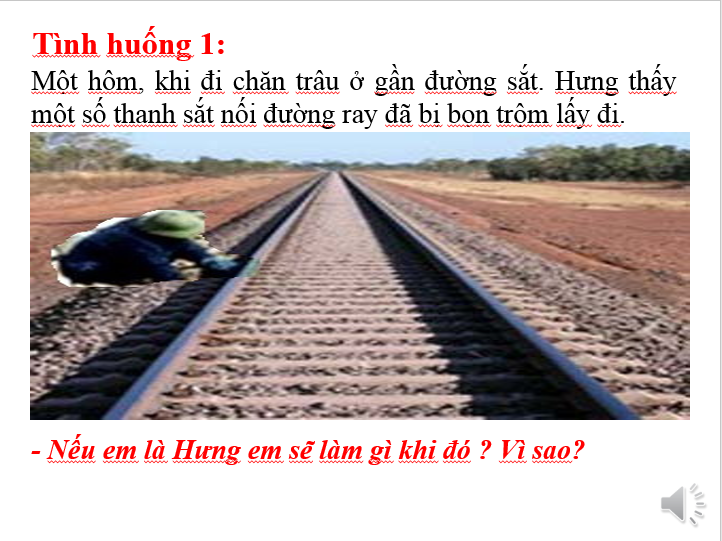 Tình huống 1:
Một hôm, khi đi chăn trâu ở gần đường sắt. Hưng thấy
một số thanh sắt nối đường ray đã bị bọn trộm lấy đi.
- Nếu em là Hưng em sẽ làm gì khi đó ? Vì sao?